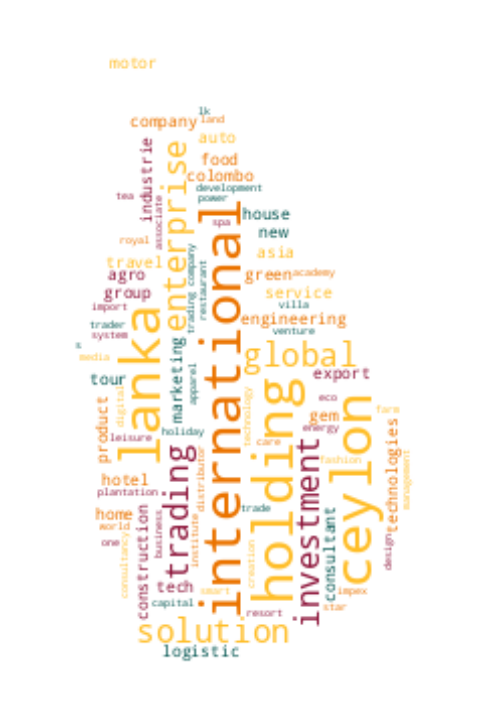 motor
lk
company
land
auto
industrie
enterprise
food
colombo
development
power
tea
associate
international
spa
house
new
royal
asia
travel
trading company
restaurant
agro
green
academy
group
service
import
villa
lanka
engineering
trader
venture
system
s
marketing
global
media
apparel
export
tour
holding
ceylon
digital
technology
eco
product
gem
farm
holiday
energy
leisure
care
investment
technologies
trading
distributor
fashion
management
hotel
plantation
trade
consultant
home
construction
business
world
institute
one
consultancy
creation
design
tech
smart
impex
capital
star
resort
solution
logistic